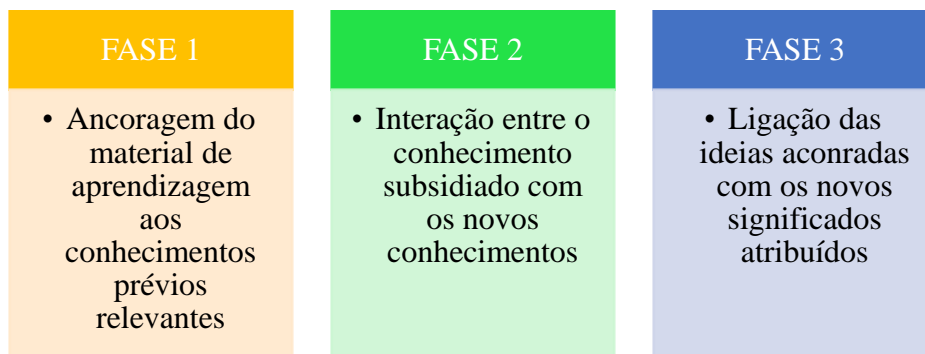 FASE 1
• Ancoragem do
material de
aprendizagem
aos
conhecimentos
prévios
relevantes
FASE 2
• Interação entre o
conhecimento
subsidiado com
os novos
conhecimentos
FASE 3
• Ligação das
ideias aconradas
com os novos
significados
atribuídos